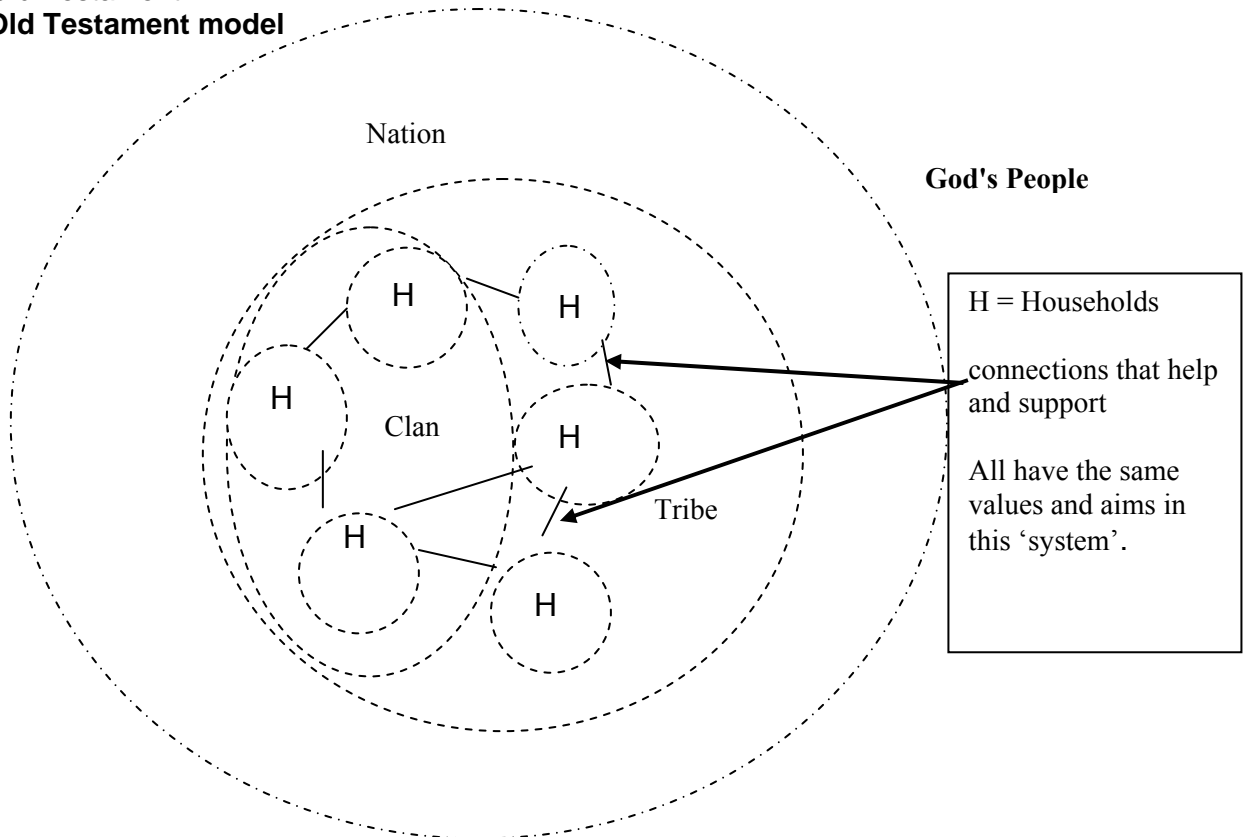 Old Testament model
Nation
God's People
H
H
H
Clan
H
H
H
Tribe
H = Households
connections that help
and support
All have the same
values and aims in
this ‘system’.